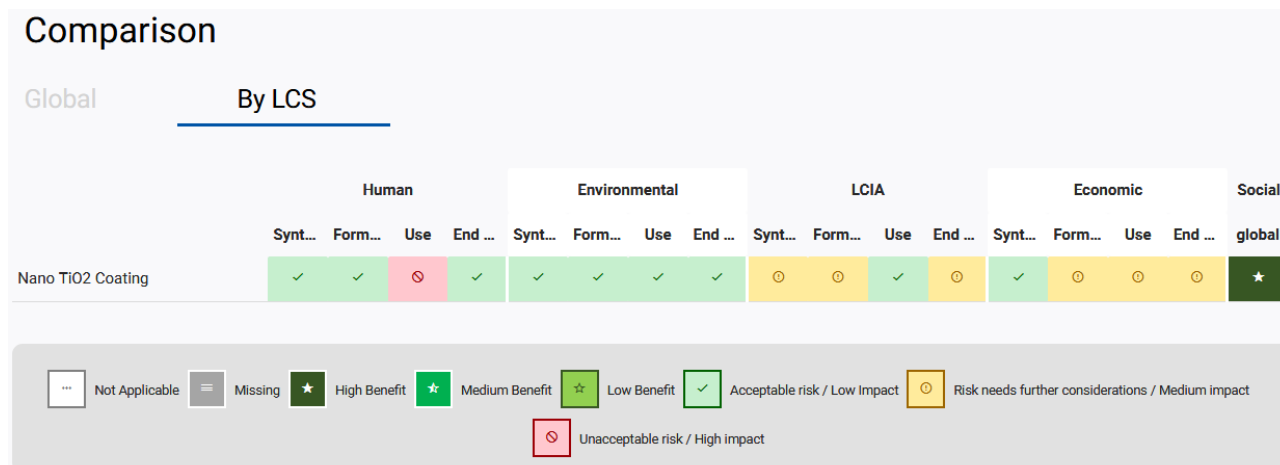 Comparison
Global By LCS
Human Environmental LCIA Economic Social
Synt... Form... Use End ... Synt... Form... Use End ... Synt... Form... Use End ... Synt... Form... Use End ... global
Nano TiO2 Coating
Not Applicable Missing High Benefit Medium Benefit Low Benefit Acceptable risk / Low Impact Risk needs further considerations / Medium impact
Unacceptable risk / High impact